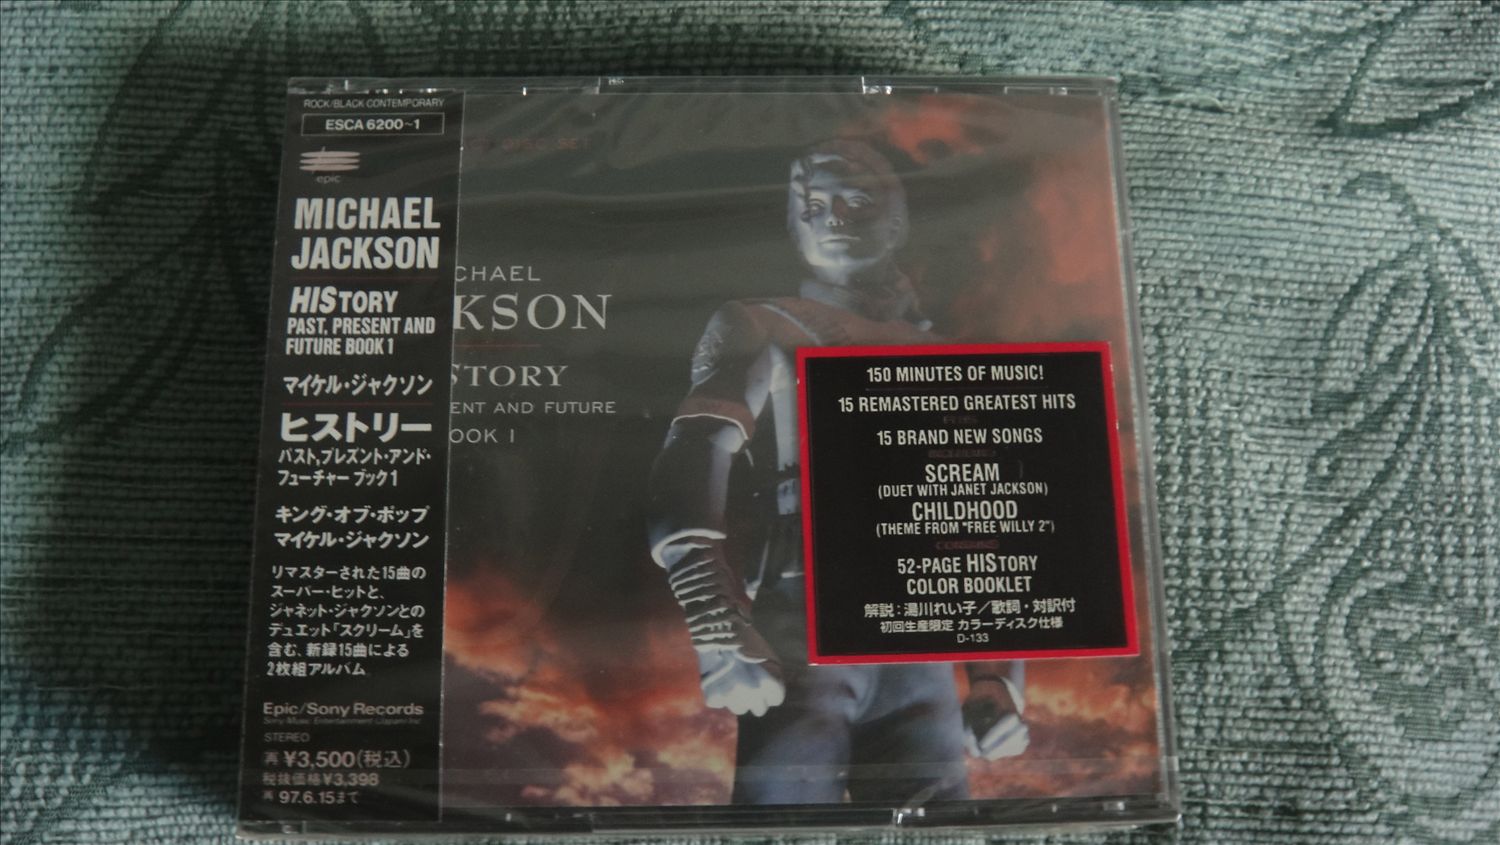 ROCK/BLACK CONTEMPORARY
ESCA 6200~1
epic
MICHAEL
JACKSON
HISTORY
PAST, PRESENT AND
FUTURE BOOK 1
マイケル・ジャクソン
ヒストリー
パスト,プレズント・アンド・
フューチャー ブック1
キング・オブ・ポップ
マイケル・ジャクソン
リマスターされた15曲の
スーパー・ヒットと、
ジャネット・ジャクソンとの
デュエット「スクリーム」を
含む、新録15曲による
2枚組アルバム
Epic/Sony Records
Sony Music Entertainment (Japan) Inc.
STEREO
再 ¥3,500(税込)
税抜価格¥3,398
再 97.6.15まで
DISC SET
CHAEL
KSON
STORY
ENT AND FUTURE
OOK I
150 MINUTES OF MUSIC!
15 REMASTERED GREATEST HITS
PLUS
15 BRAND NEW SONGS
INCLUDING
SCREAM
(DUET WITH JANET JACKSON)
CHILDHOOD
(THEME FROM "FREE WILLY 2")
52-PAGE HISTORY
COLOR BOOKLET
解説:湯川れい子/歌詞・対訳付
初回生産限定 カラーディスク仕様
D-133